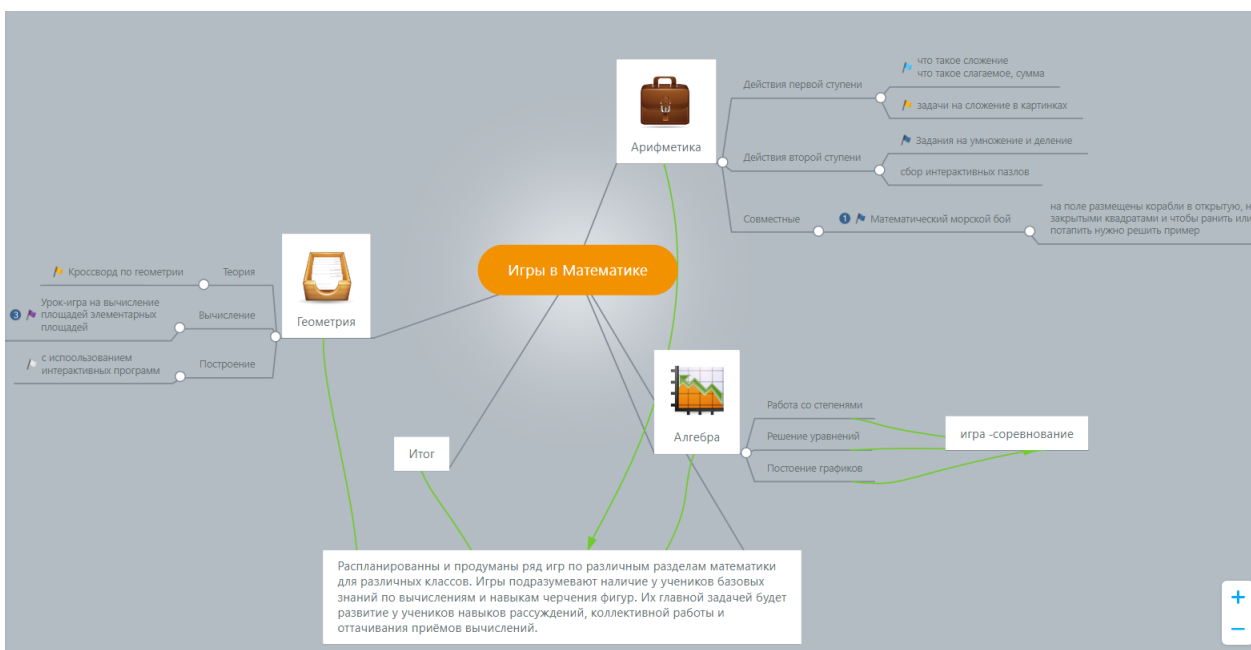 что такое сложение
что такое слагаемое, сумма
Действия первой ступени
задачи на сложение в картинках
Арифметика
Задания на умножение и деление
Действия второй ступени
сбор интерактивных пазлов
на поле размещены корабли в открытую, н
закрытыми квадратами и чтобы ранить или
потапить нужно решить пример
Совместные
1
Математический морской бой
Игры в Математике
Кроссворд по геометрии
Теория
Урок-игра на вычисление
площадей элементарных
площадей
3
Вычисление
Геометрия
с испоользованием
интерактивных программ
Построение
Работа со степенями
Алгебра
Решение уравнений
игра -соревнование
Постоение графиков
Итог
Распланированны и продуманы ряд игр по различным разделам математики
для различных классов. Игры подразумевают наличие у учеников базовых
знаний по вычислениям и навыкам черчения фигур. Их главной задачей будет
развитие у учеников навыков рассуждений, коллективной работы и
оттачивания приёмов вычислений.
+
−